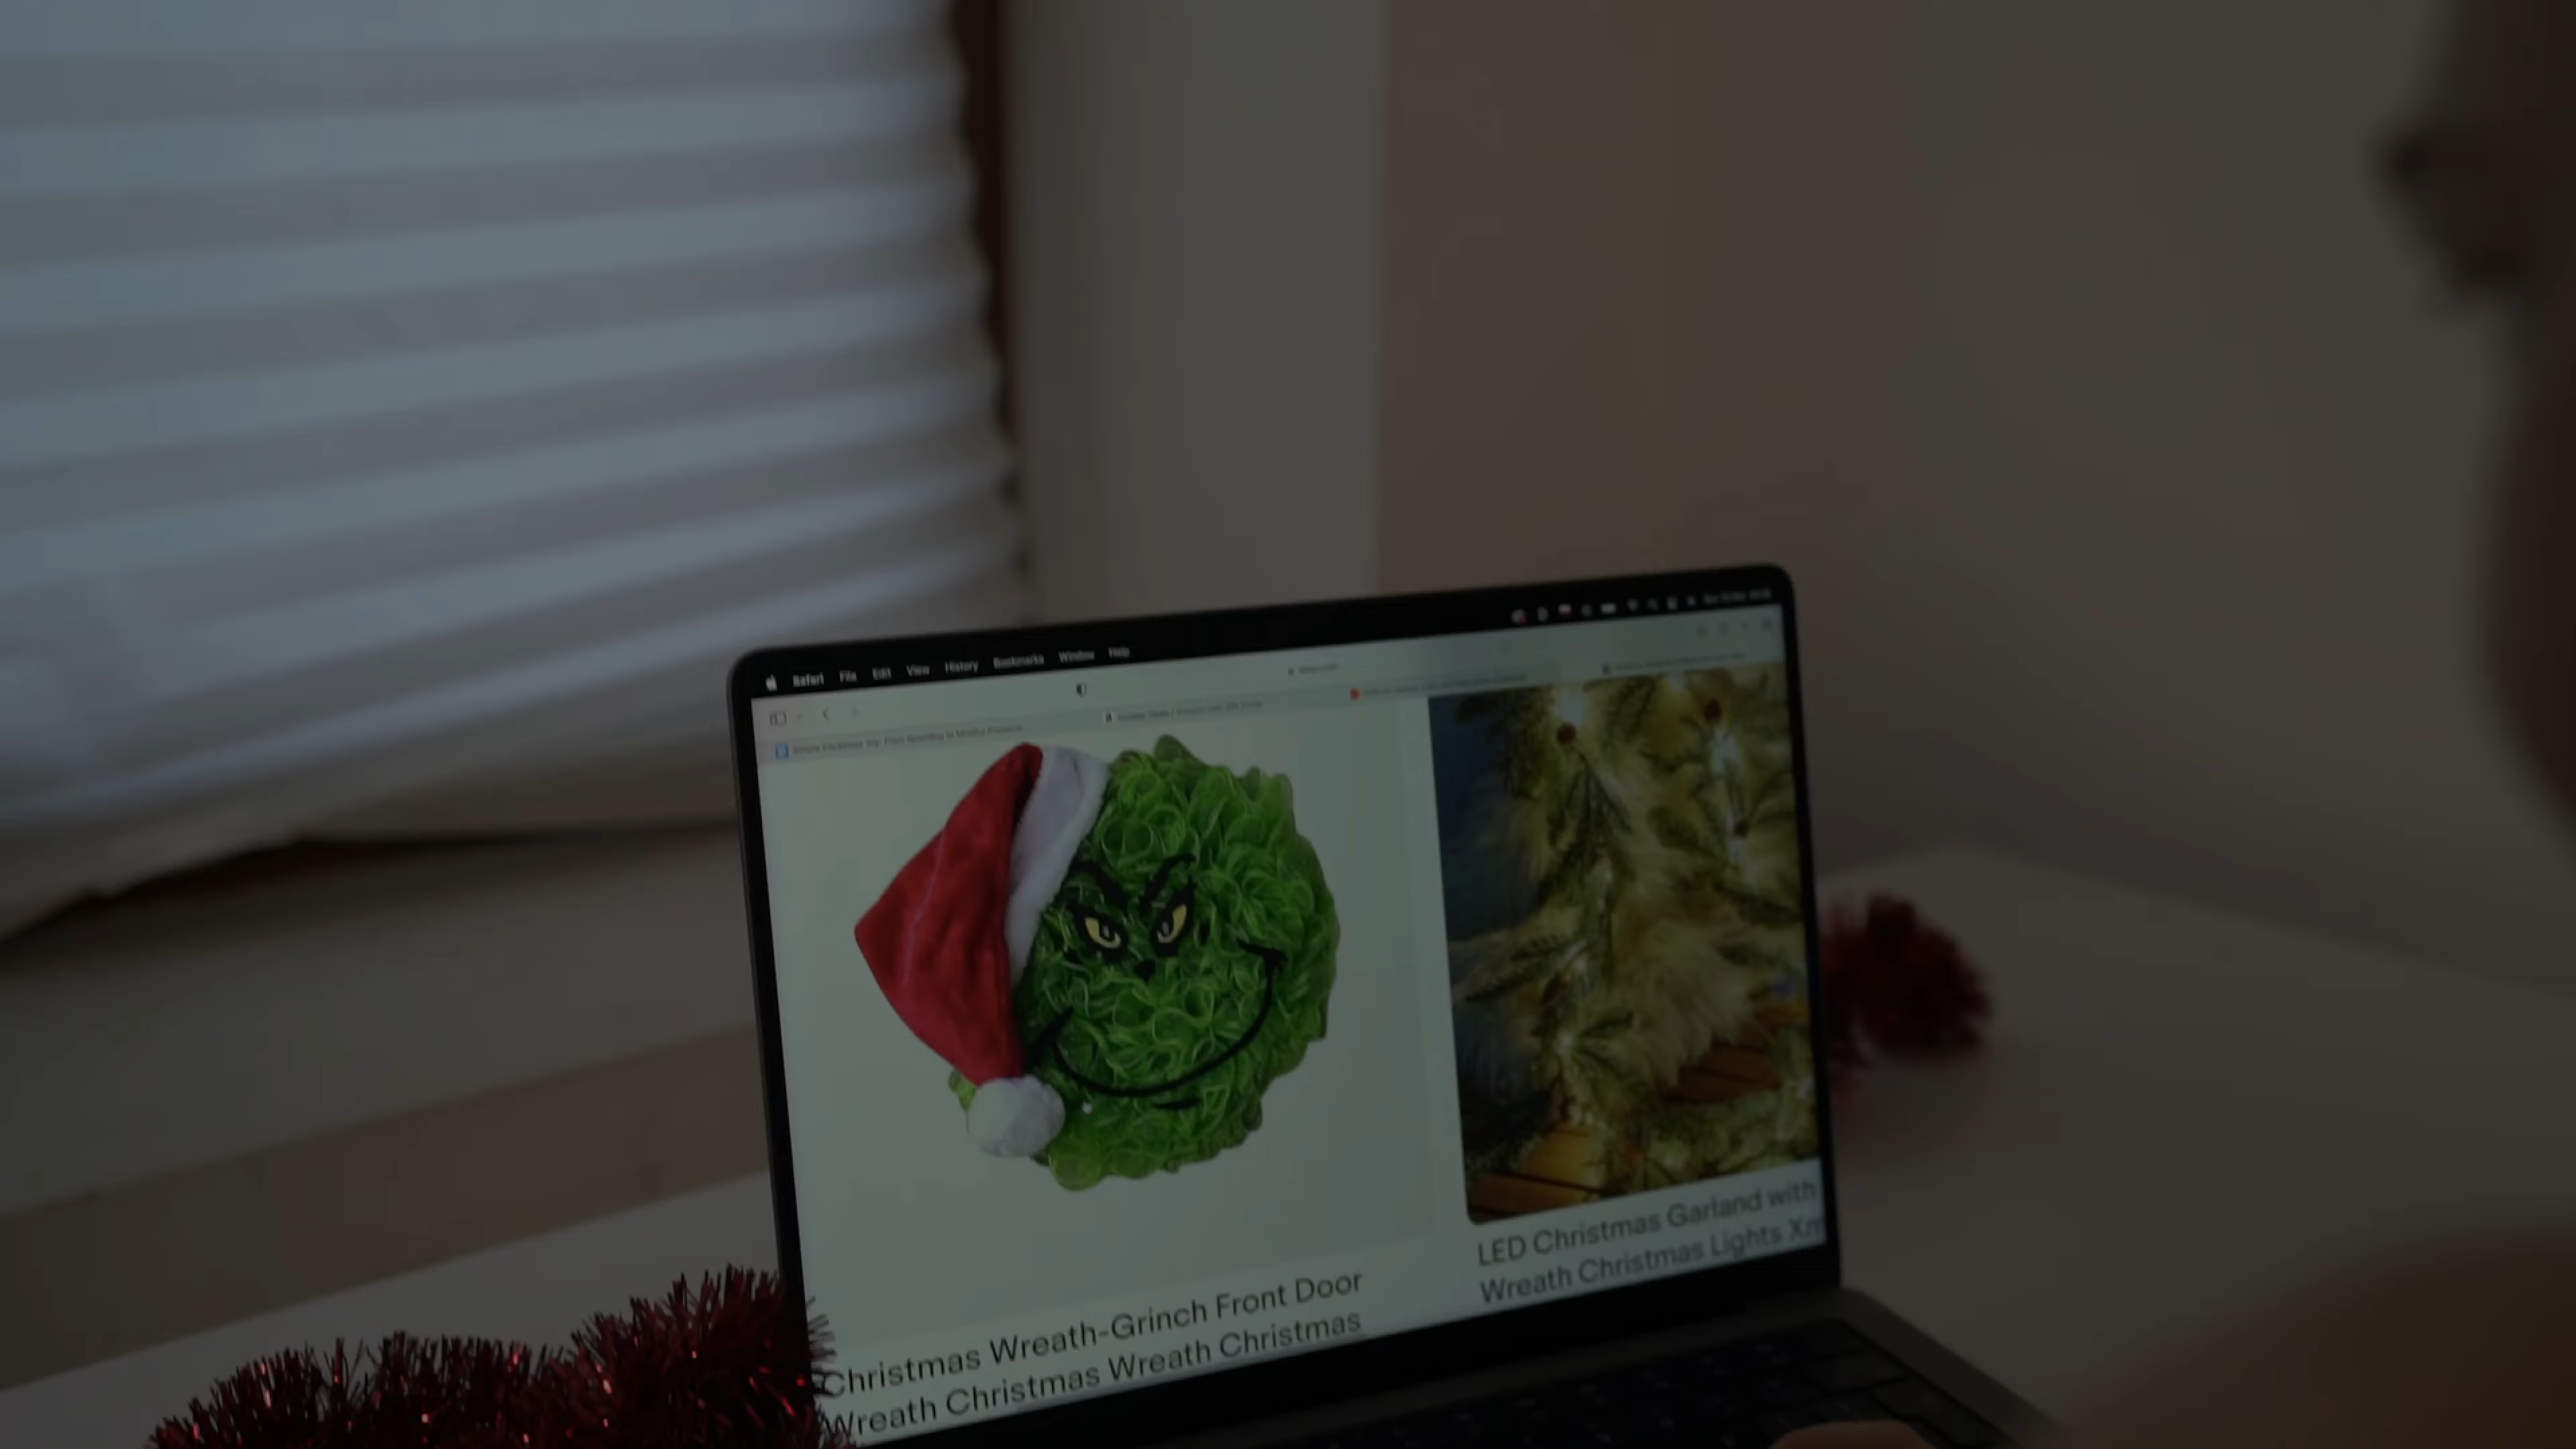 Safari File Edit View History Bookmarks Window Help
Christmas Wreath-Grinch Front Door
Wreath Christmas Wreath Christmas
LED Christmas Garland with
Wreath Christmas Lights Xm